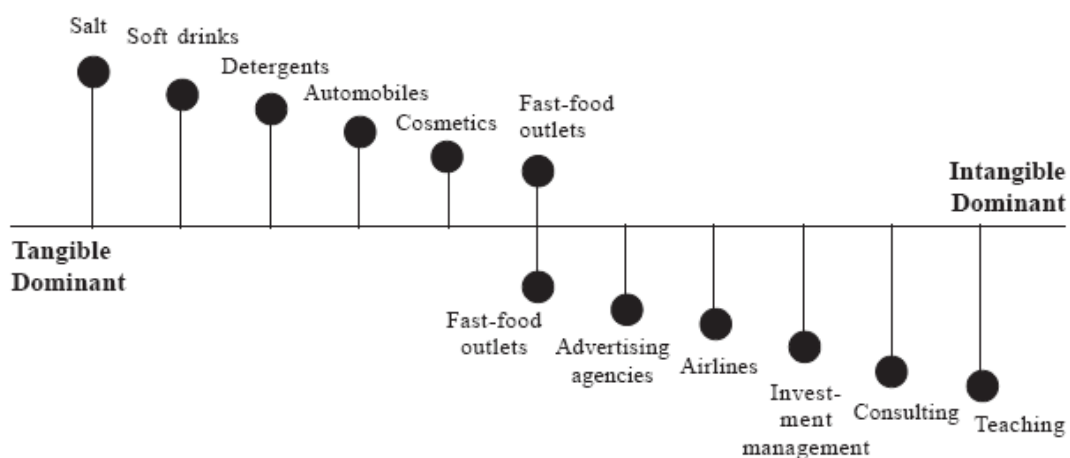 Salt
Soft drinks
Detergents
Automobiles
Cosmetics
Fast-food
outlets
Intangible
Dominant
Tangible
Dominant
Fast-food
outlets
Advertising
agencies
Airlines
Invest-
ment
management
Consulting
Teaching